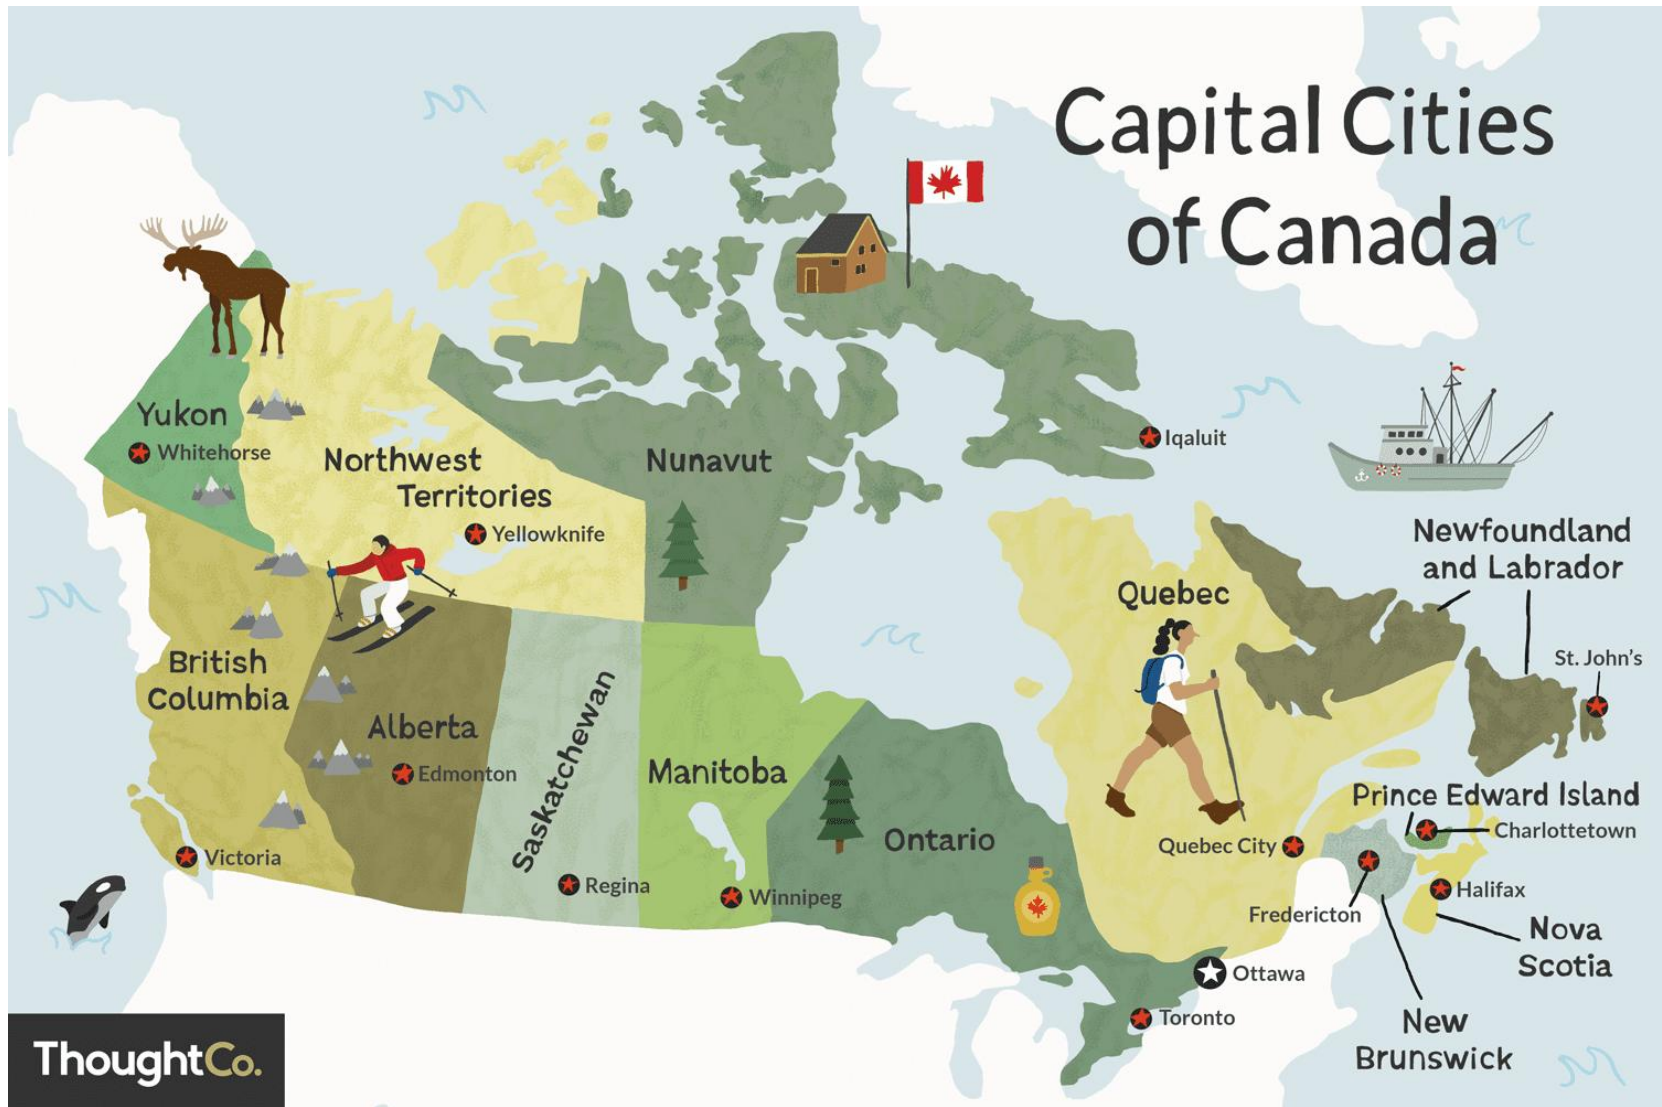 Capital Cities
of Canada
Yukon
Whitehorse
Northwest
Territories
Yellowknife
Nunavut
Iqaluit
British
Columbia
Victoria
Alberta
Edmonton
Saskatchewan
Regina
Manitoba
Winnipeg
Ontario
Toronto
Ottawa
Quebec
Quebec City
Newfoundland
and Labrador
St. John's
Prince Edward Island
Charlottetown
Halifax
Nova
Scotia
Fredericton
New
Brunswick
ThoughtCo.